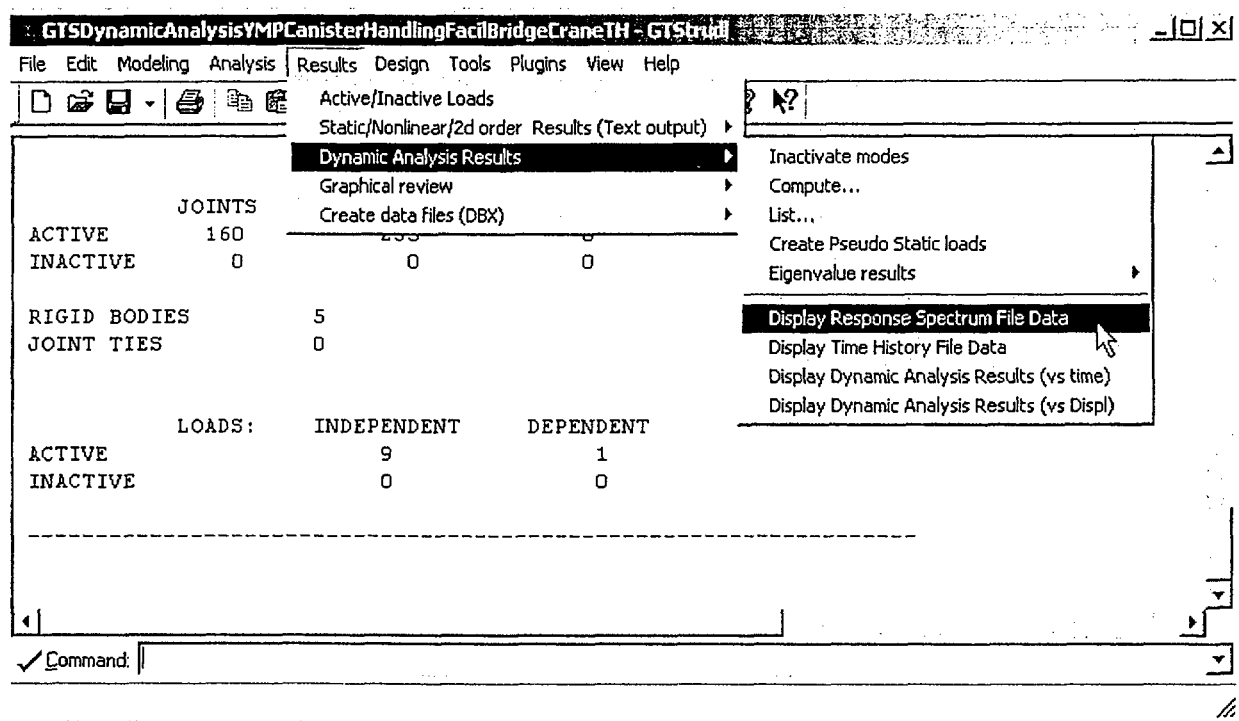 GTSDynamicAnalysisYMPCanisterHandlingFacilBridgeCraneTH - GTStrudl
File Edit Modeling Analysis Results Design Tools Plugins View Help
Active/Inactive Loads
Static/Nonlinear/2d order Results (Text output)
Dynamic Analysis Results
Graphical review
Create data files (DBX)
Inactivate modes
Compute...
List...
Create Pseudo Static loads
Eigenvalue results
Display Response Spectrum File Data
Display Time History File Data
Display Dynamic Analysis Results (vs time)
Display Dynamic Analysis Results (vs Displ)
JOINTS
ACTIVE 160
INACTIVE 0 0 0
RIGID BODIES 5
JOINT TIES 0
LOADS: INDEPENDENT DEPENDENT
ACTIVE 9 1
INACTIVE 0 0
Command: